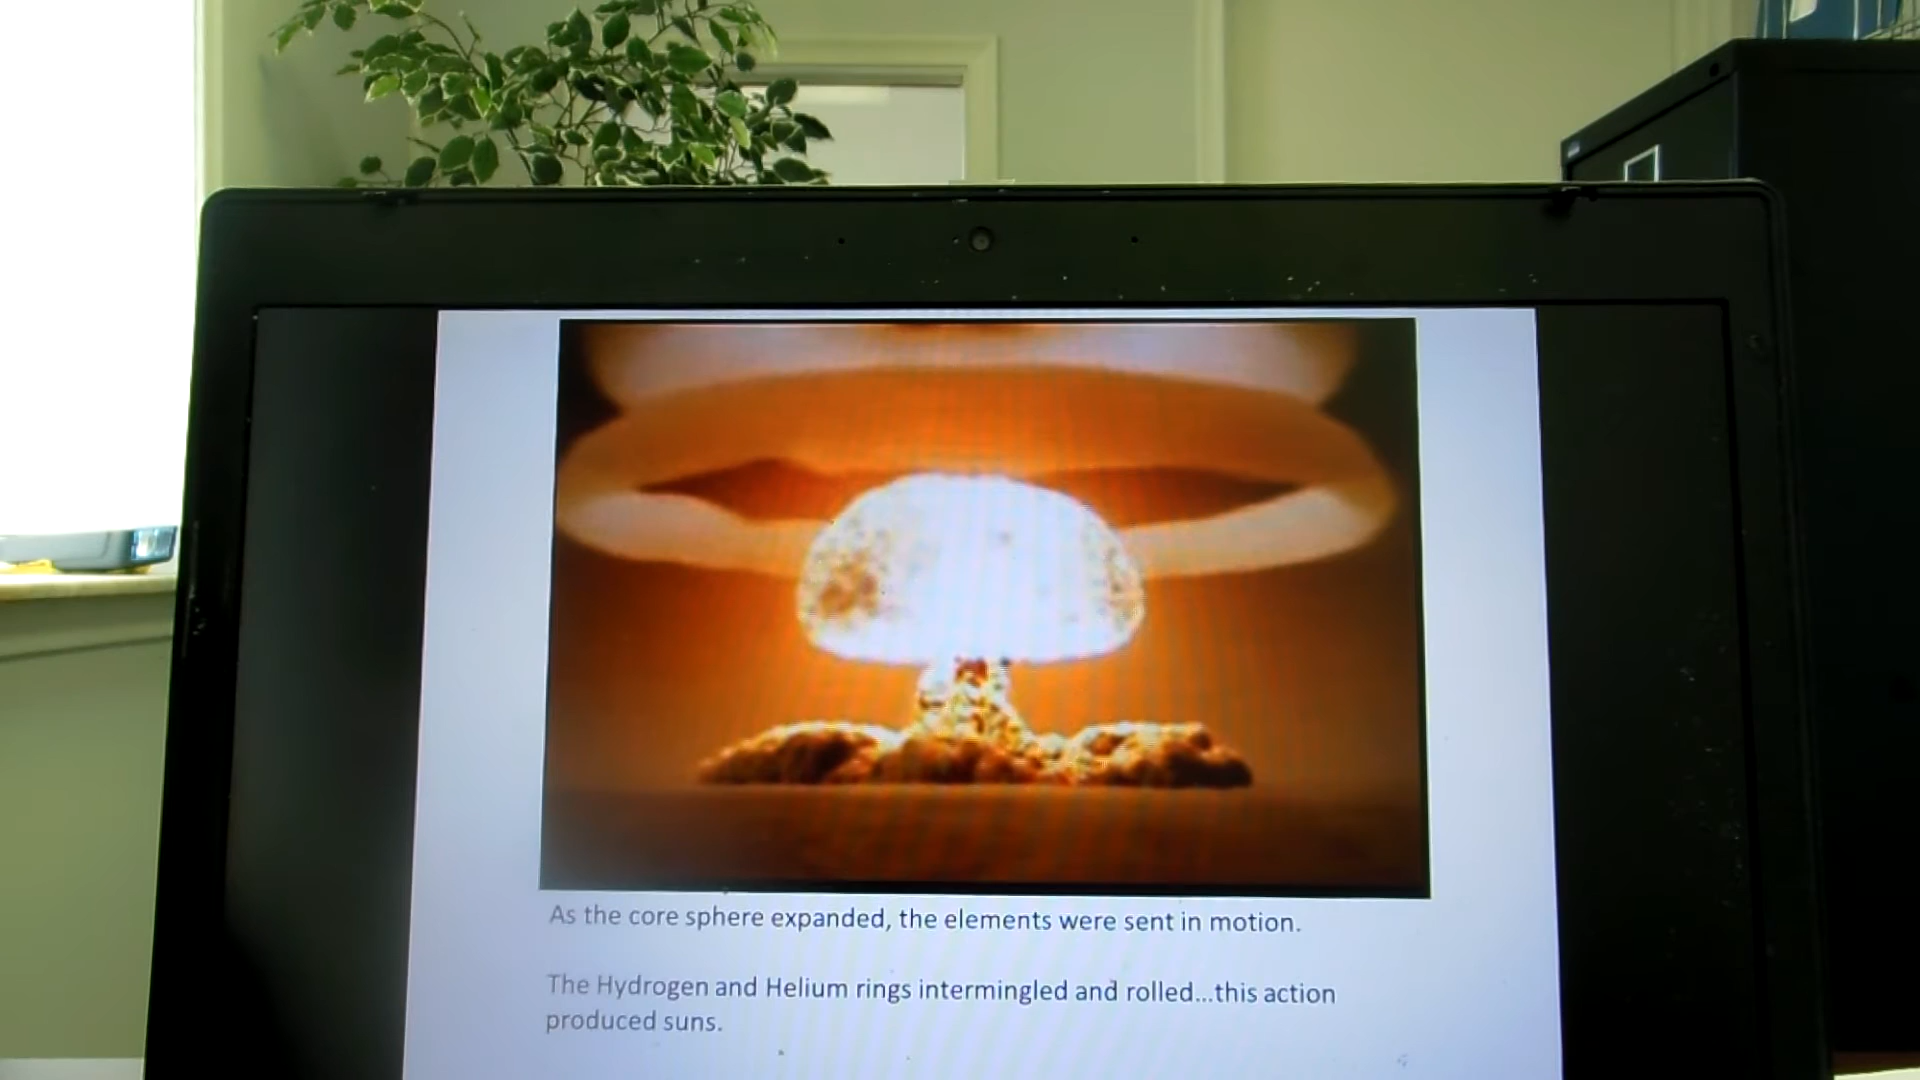 As the core sphere expanded, the elements were sent in motion.
The Hydrogen and Helium rings intermingled and rolled...this action
produced suns.